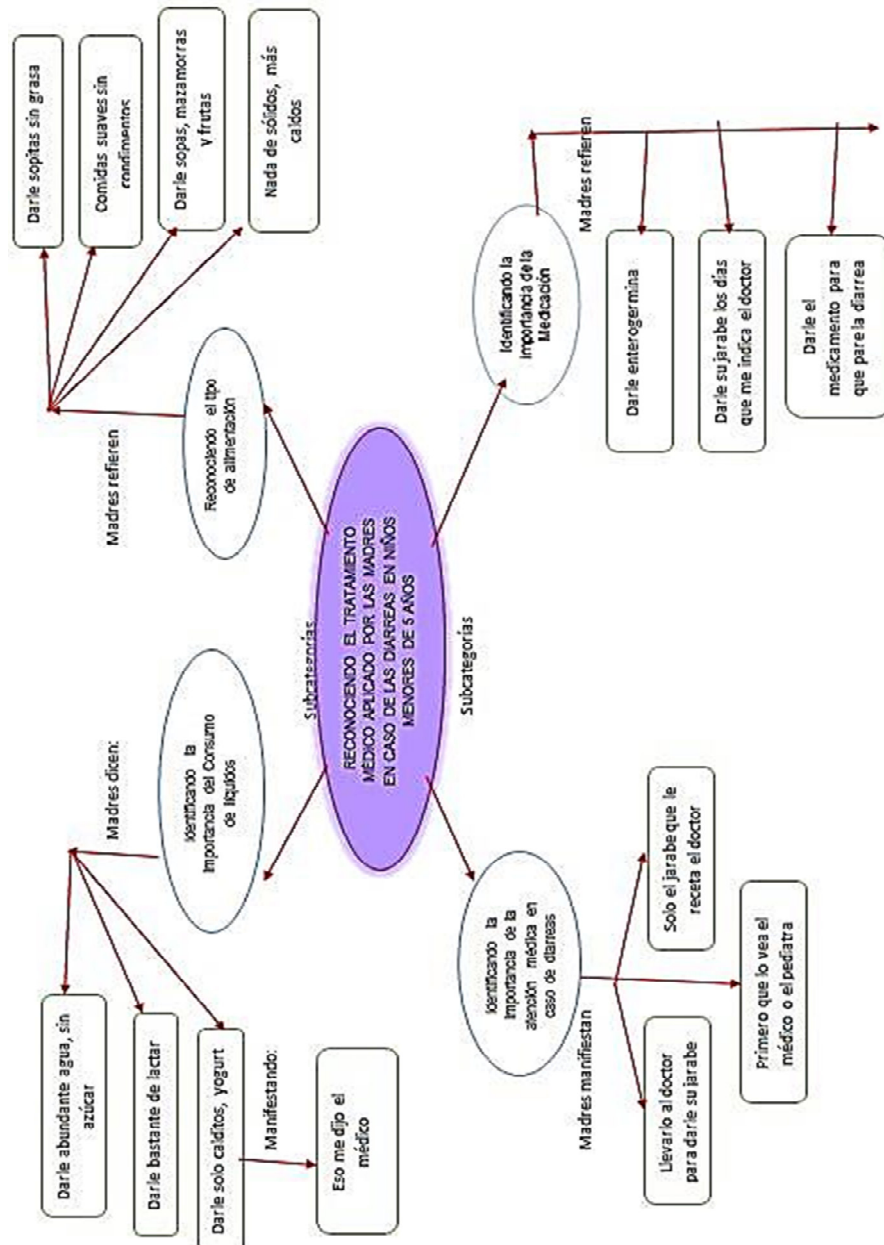 Darle abundante agua, sin
azúcar
Darle bastante de lactar
Darle solo calditos, yogurt
Manifestando:
Eso me dijo el
médico
Madres dicen:
Identificando la
Importancia del Consumo
de líquidos
Madres refieren
Reconociendo el tipo
de alimentación
Darle sopitas sin grasa
Comidas suaves sin
condimentos
Darle sopas, mazamorras
y frutas
Nada de sólidos, más
caldos
Subcategorías
RECONOCIENDO EL TRATAMIENTO
MÉDICO APLICADO POR LAS MADRES
EN CASO DE LAS DIARREAS EN NIÑOS
MENORES DE 5 AÑOS
Subcategorías
Identificando la
Importancia de la
atención médica en
caso de diarreas
Madres manifiestan
Llevarlo al doctor
para darle su jarabe
Solo el jarabe que le
receta el doctor
Primero que lo vea el
médico o el pediatra
Identificando la
Importancia de la
Medicación
Madres refieren
Darle enterogermina
Darle su jarabe los días
que me indica el doctor
Darle el
medicamento para
que pare la diarrea